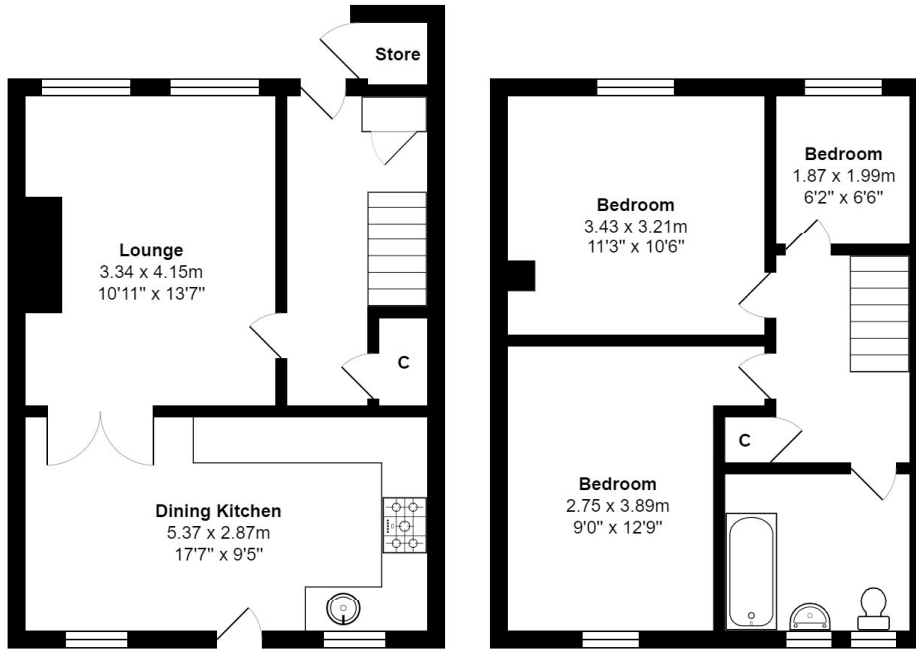 Store
Lounge
3.34 x 4.15m
10'11" x 13'7"
C
Dining Kitchen
5.37 x 2.87m
17'7" x 9'5"
Bedroom
3.43 x 3.21m
11'3" x 10'6"
Bedroom
1.87 x 1.99m
6'2" x 6'6"
C
Bedroom
2.75 x 3.89m
9'0" x 12'9"